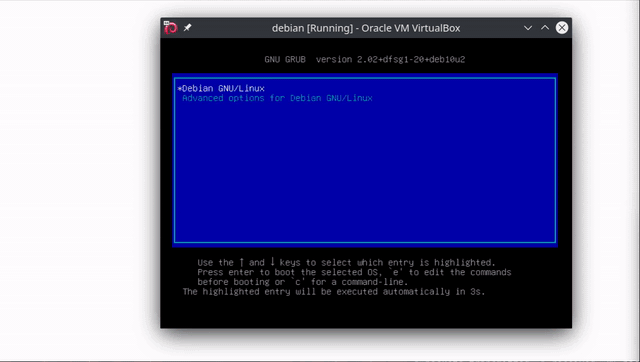 debian [Running] - Oracle VM VirtualBox
GNU GRUB  version 2.02+dfsg1-20+deb10u2
*Debian GNU/Linux
Advanced options for Debian GNU/Linux
Use the ↑ and ↓ keys to select which entry is highlighted.
Press enter to boot the selected OS, `e' to edit the commands
before booting or `c' for a command-line.
The highlighted entry will be executed automatically in 3s.